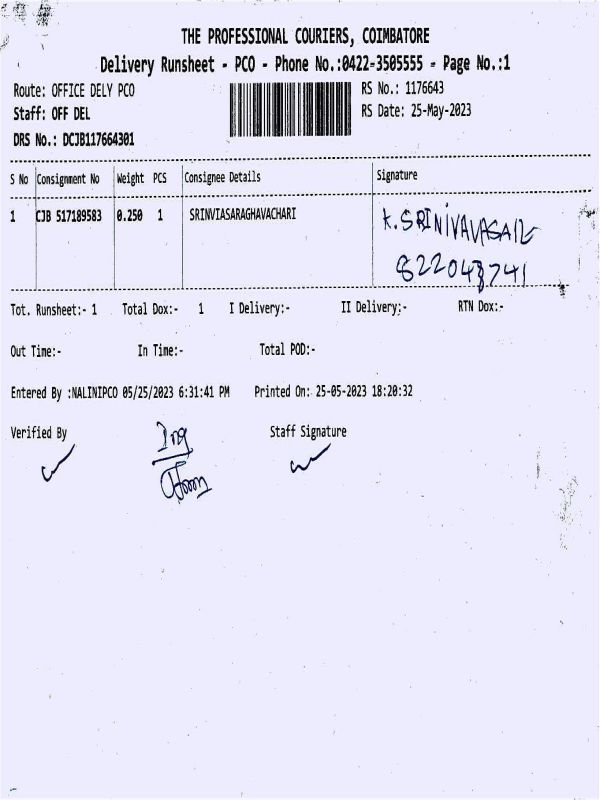 THE PROFESSIONAL COURIERS, COIMBATORE
Delivery Runsheet - PCO - Phone No.:0422-3505555 - Page No.:1
Route: OFFICE DELY PCO RS No.: 1176643
Staff: OFF DEL RS Date: 25-May-2023
DRS No.: DCJB117664301
S No Consignment No Weight PCS Consignee Details Signature
1 CJB 517189583 0.250 1 SRINVIASARAGHAVACHARI
K. SRINIVA
Tot. Runsheet:- 1 Total Dox:- 1 I Delivery:- II Delivery:- RTN Dox:-
Out Time:- In Time:- Total POD:-
Entered By :NALINIPCO 05/25/2023 6:31:41 PM Printed On: 25-05-2023 18:20:32
Verified By Staff Signature